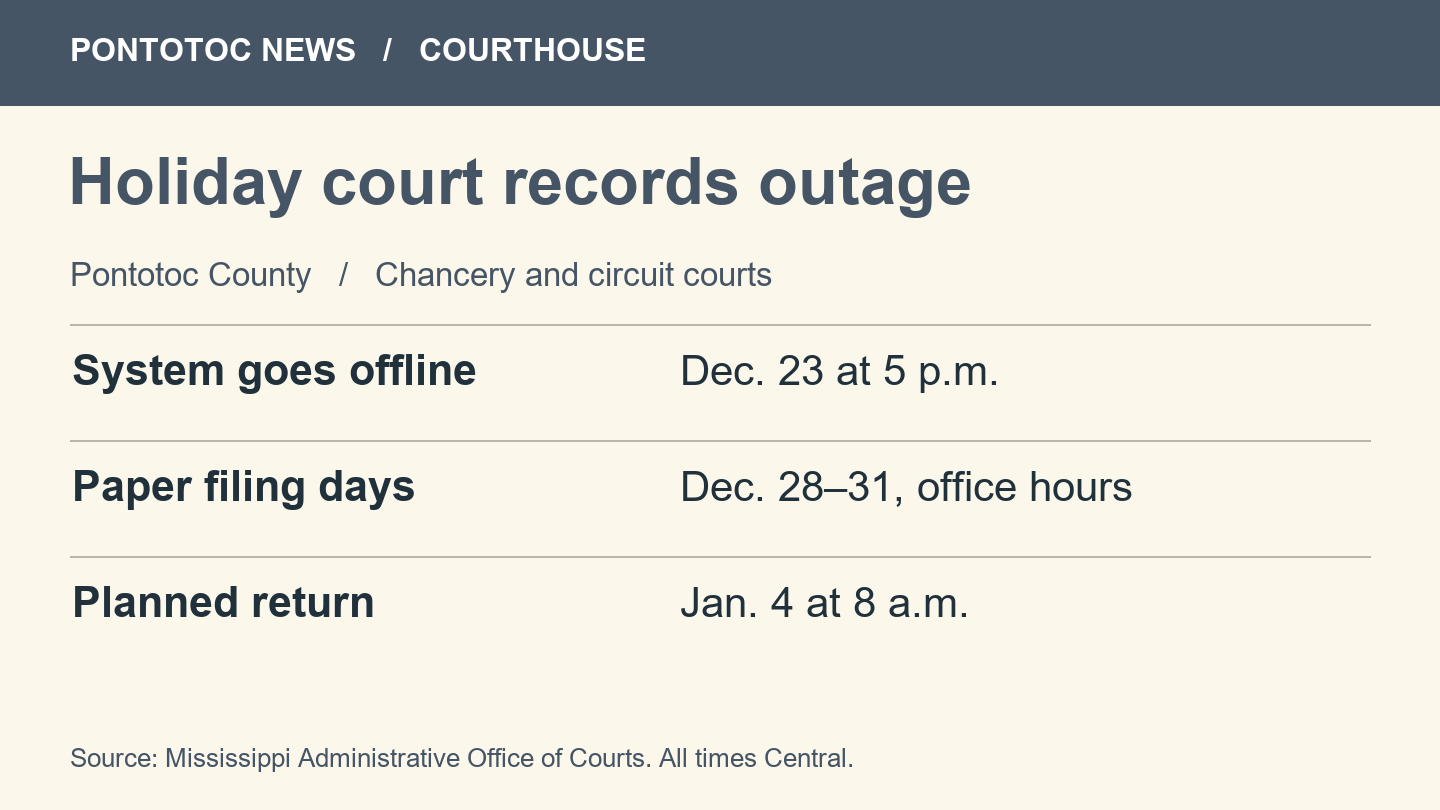 PONTOTOC NEWS / COURTHOUSE
Holiday court records outage
Pontotoc County / Chancery and circuit courts
System goes offline Dec. 23 at 5 p.m.
Paper filing days Dec. 28–31, office hours
Planned return Jan. 4 at 8 a.m.
Source: Mississippi Administrative Office of Courts. All times Central.